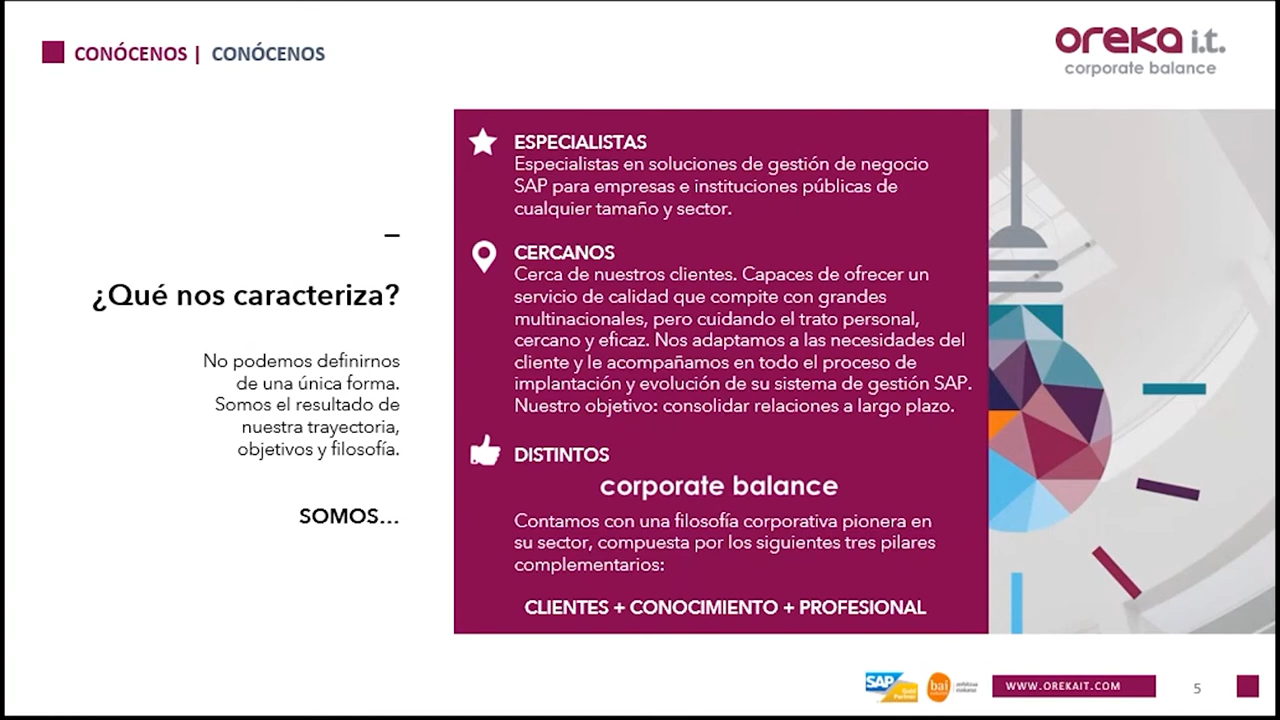 CONÓCENOS | CONÓCENOS
oreka i.t.
corporate balance
¿Qué nos caracteriza?
No podemos definirnos
de una única forma.
Somos el resultado de
nuestra trayectoria,
objetivos y filosofía.
SOMOS...
ESPECIALISTAS
Especialistas en soluciones de gestión de negocio
SAP para empresas e instituciones públicas de
cualquier tamaño y sector.
CERCANOS
Cerca de nuestros clientes. Capaces de ofrecer un
servicio de calidad que compite con grandes
multinacionales, pero cuidando el trato personal,
cercano y eficaz. Nos adaptamos a las necesidades del
cliente y le acompañamos en todo el proceso de
implantación y evolución de su sistema de gestión SAP.
Nuestro objetivo: consolidar relaciones a largo plazo.
DISTINTOS
corporate balance
Contamos con una filosofía corporativa pionera en
su sector, compuesta por los siguientes tres pilares
complementarios:
CLIENTES + CONOCIMIENTO + PROFESIONAL
SAP
Gold
Partner
bai
WWW.OREKAIT.COM
5